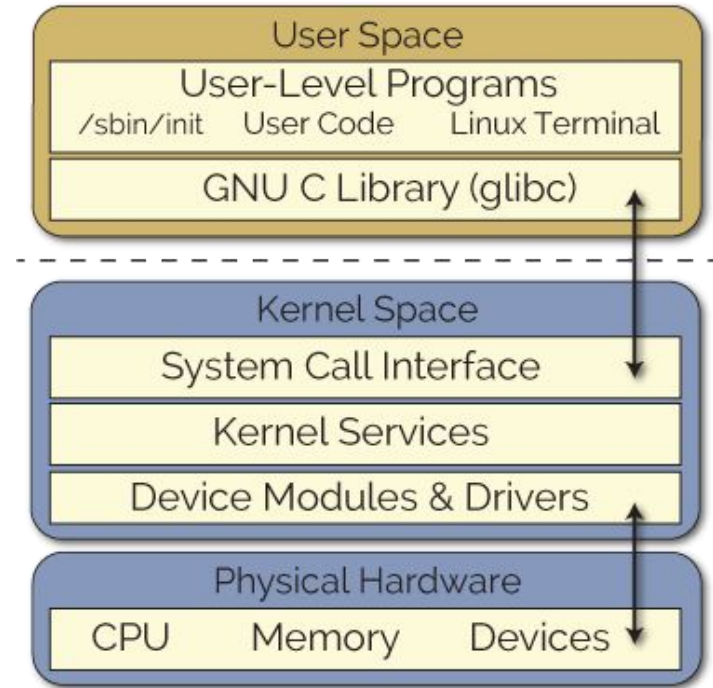 User Space
User-Level Programs
/sbin/init User Code Linux Terminal
GNU C Library (glibc)
Kernel Space
System Call Interface
Kernel Services
Device Modules & Drivers
Physical Hardware
CPU Memory Devices